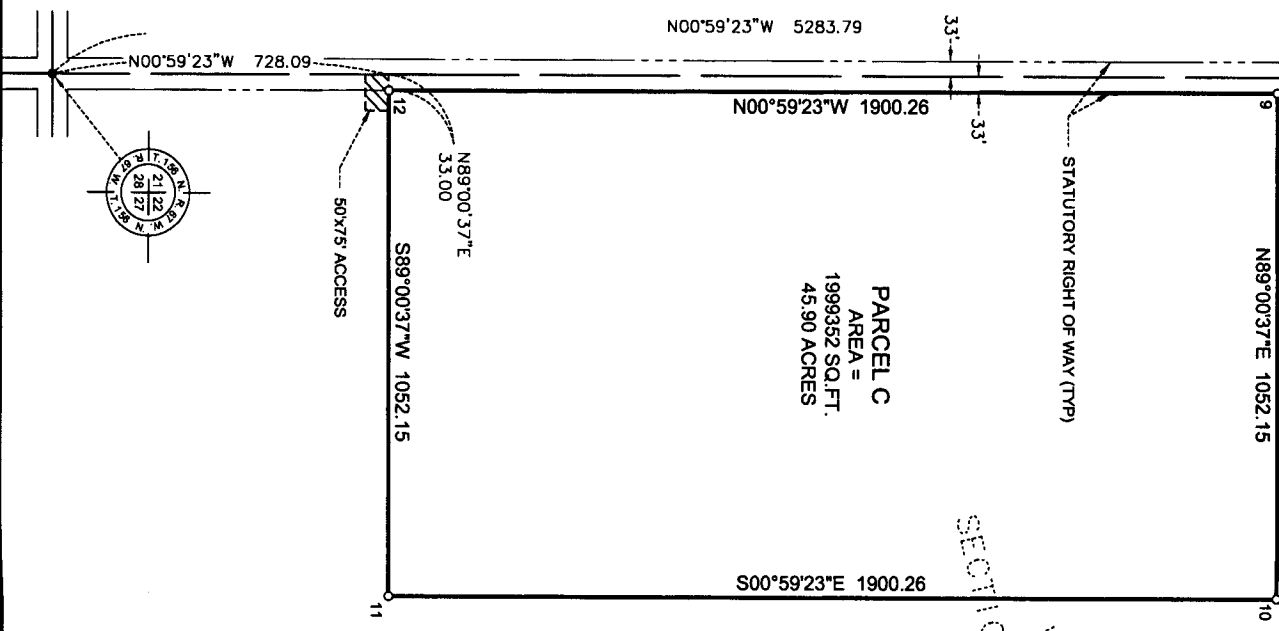 N00°59'23"W 5283.79
33'
N00°59'23"W 728.09
N00°59'23"W 1900.26
33'
9
12
N89°00'37"E
33.00
STATUTORY RIGHT OF WAY (TYP)
T. 156 N. R. 67 W.
21 22
28 27
T. 156 N. R. 67 W.
50'x75' ACCESS
S89°00'37"W 1052.15
N89°00'37"E 1052.15
PARCEL C
AREA =
1999352 SQ.FT.
45.90 ACRES
SECTIO
S00°59'23"E 1900.26
11
10